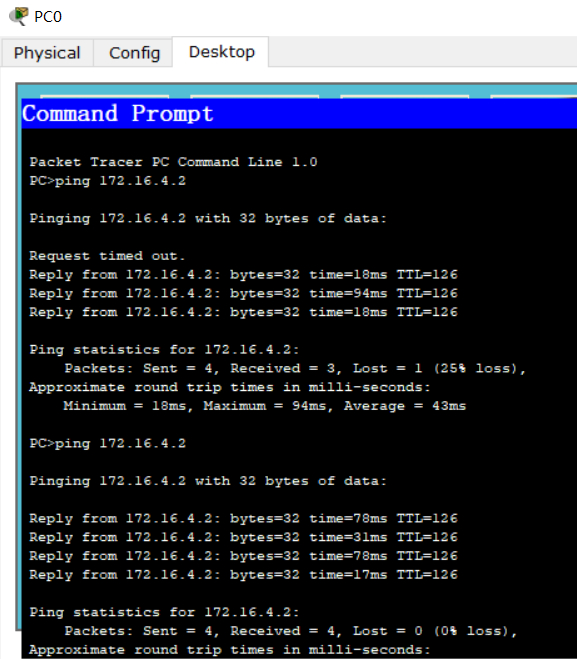 PC0
Physical Config Desktop
Command Prompt
Packet Tracer PC Command Line 1.0
PC>ping 172.16.4.2
Pinging 172.16.4.2 with 32 bytes of data:
Request timed out.
Reply from 172.16.4.2: bytes=32 time=18ms TTL=126
Reply from 172.16.4.2: bytes=32 time=94ms TTL=126
Reply from 172.16.4.2: bytes=32 time=18ms TTL=126
Ping statistics for 172.16.4.2:
Packets: Sent = 4, Received = 3, Lost = 1 (25% loss),
Approximate round trip times in milli-seconds:
Minimum = 18ms, Maximum = 94ms, Average = 43ms
PC>ping 172.16.4.2
Pinging 172.16.4.2 with 32 bytes of data:
Reply from 172.16.4.2: bytes=32 time=78ms TTL=126
Reply from 172.16.4.2: bytes=32 time=31ms TTL=126
Reply from 172.16.4.2: bytes=32 time=78ms TTL=126
Reply from 172.16.4.2: bytes=32 time=17ms TTL=126
Ping statistics for 172.16.4.2:
Packets: Sent = 4, Received = 4, Lost = 0 (0% loss),
Approximate round trip times in milli-seconds: